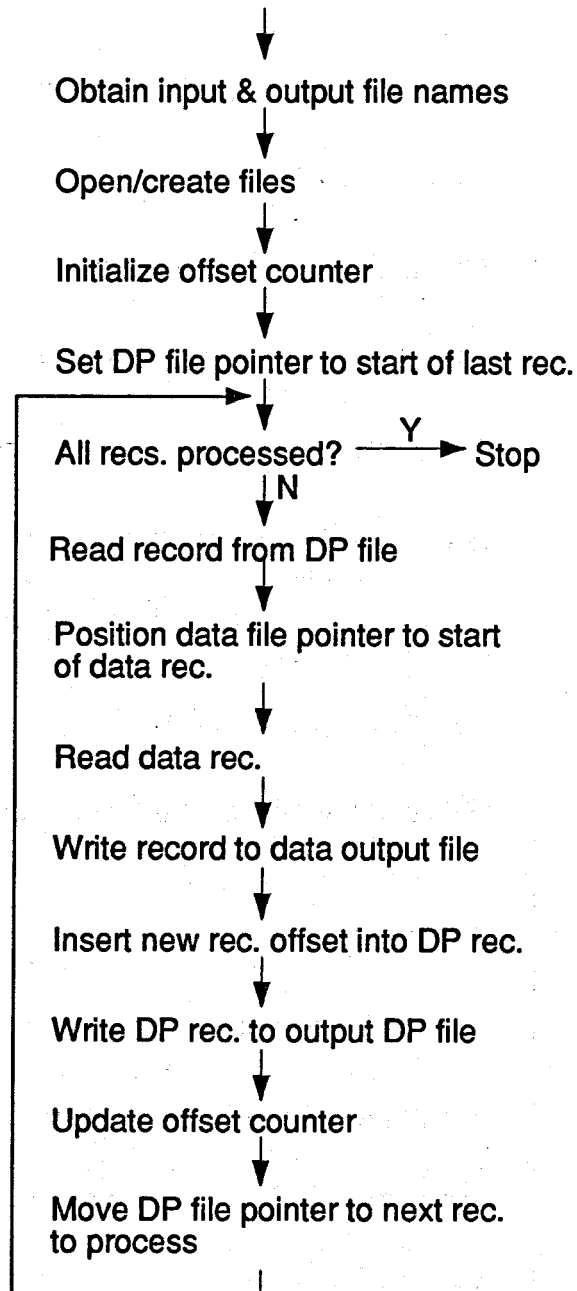 Obtain input & output file names
Open/create files
Initialize offset counter
Set DP file pointer to start of last rec.
All recs. processed? Y Stop
N
Read record from DP file
Position data file pointer to start
of data rec.
Read data rec.
Write record to data output file
Insert new rec. offset into DP rec.
Write DP rec. to output DP file
Update offset counter
Move DP file pointer to next rec.
to process